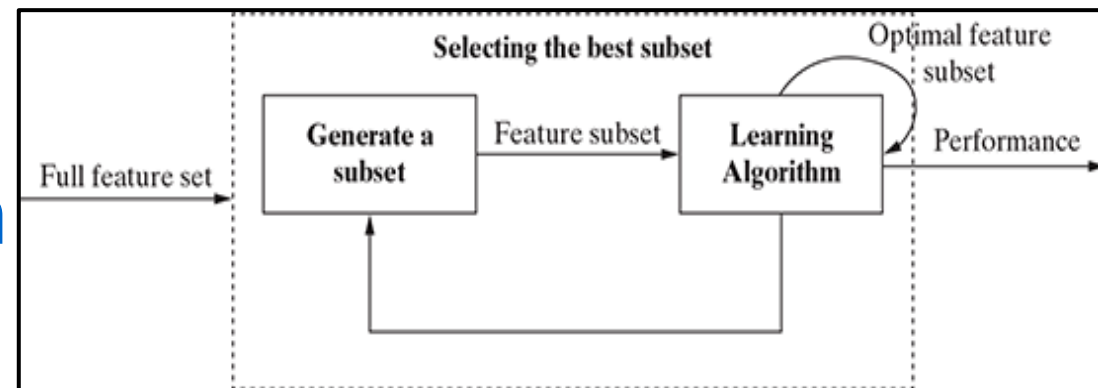 Selecting the best subset
Optimal feature
subset
Generate a
subset
Feature subset
Learning
Algorithm
Performance
Full feature set